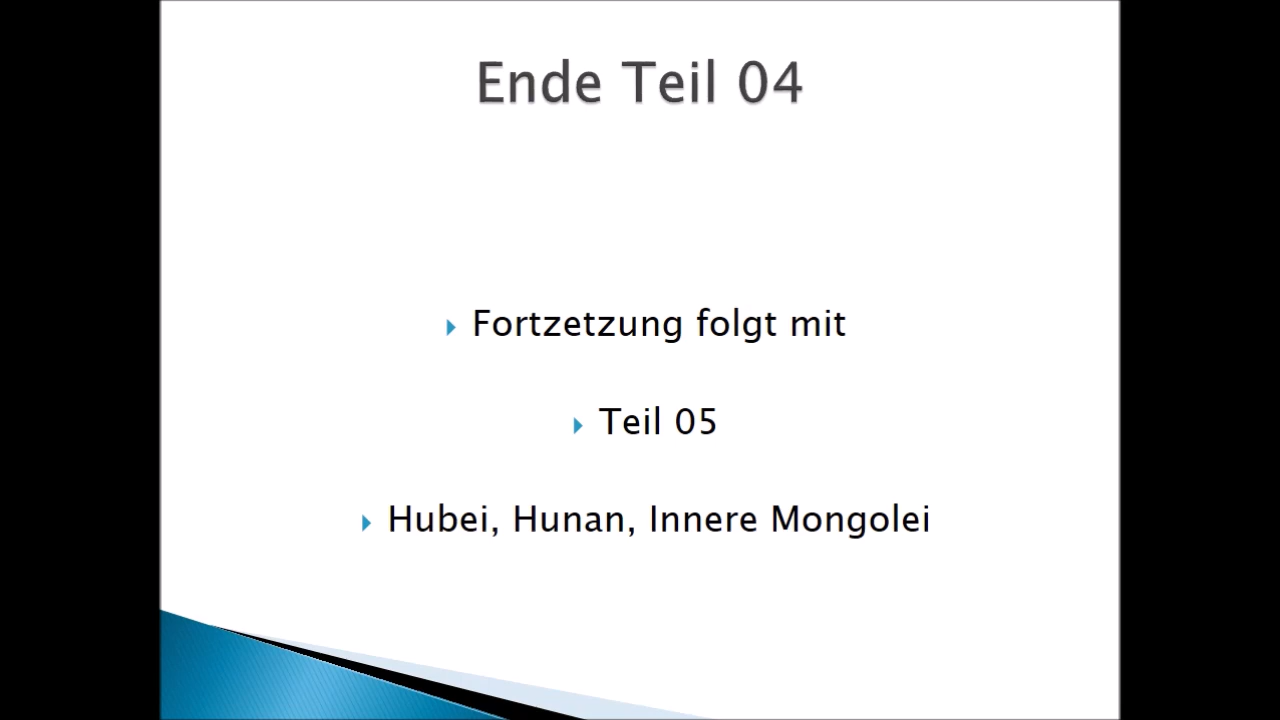 Ende Teil 04
Fortzetzung folgt mit
Teil 05
Hubei, Hunan, Innere Mongolei